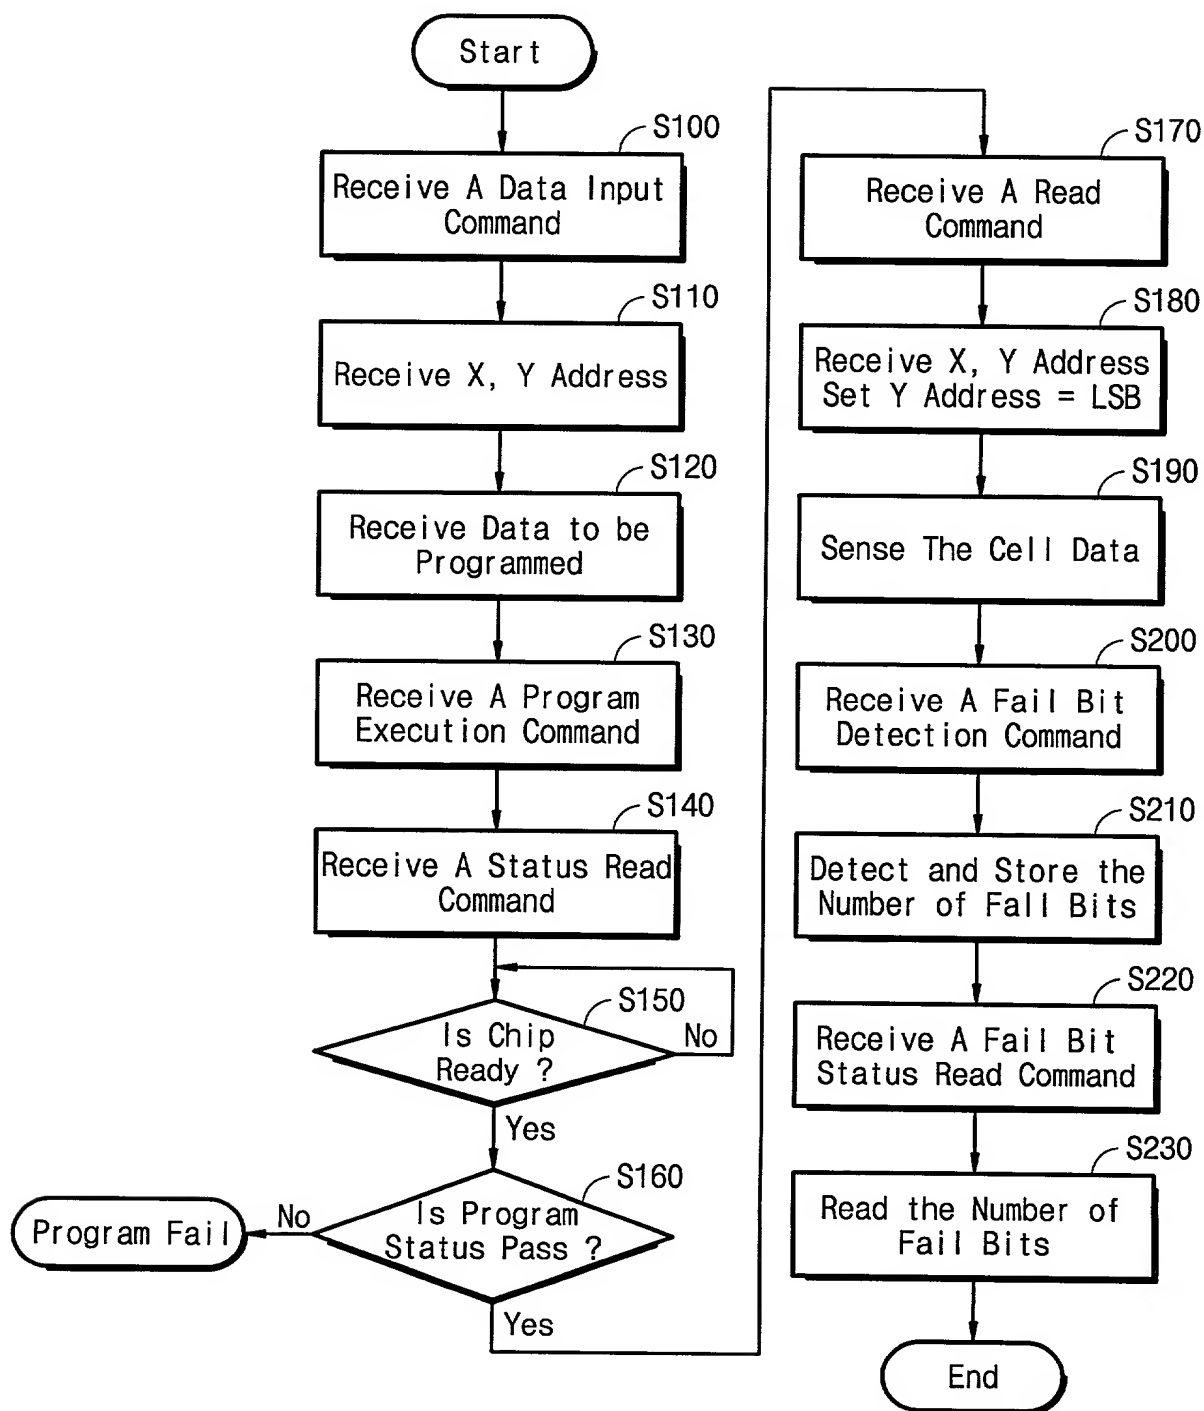 Start
S100
Receive A Data Input
Command
S110
Receive X, Y Address
S120
Receive Data to be
Programmed
S130
Receive A Program
Execution Command
S140
Receive A Status Read
Command
S150
Is Chip
Ready ?
No
Yes
S160
Is Program
Status Pass ?
No
Program Fail
Yes
S170
Receive A Read
Command
S180
Receive X, Y Address
Set Y Address = LSB
S190
Sense The Cell Data
S200
Receive A Fail Bit
Detection Command
S210
Detect and Store the
Number of Fall Bits
S220
Receive A Fail Bit
Status Read Command
S230
Read the Number of
Fail Bits
End